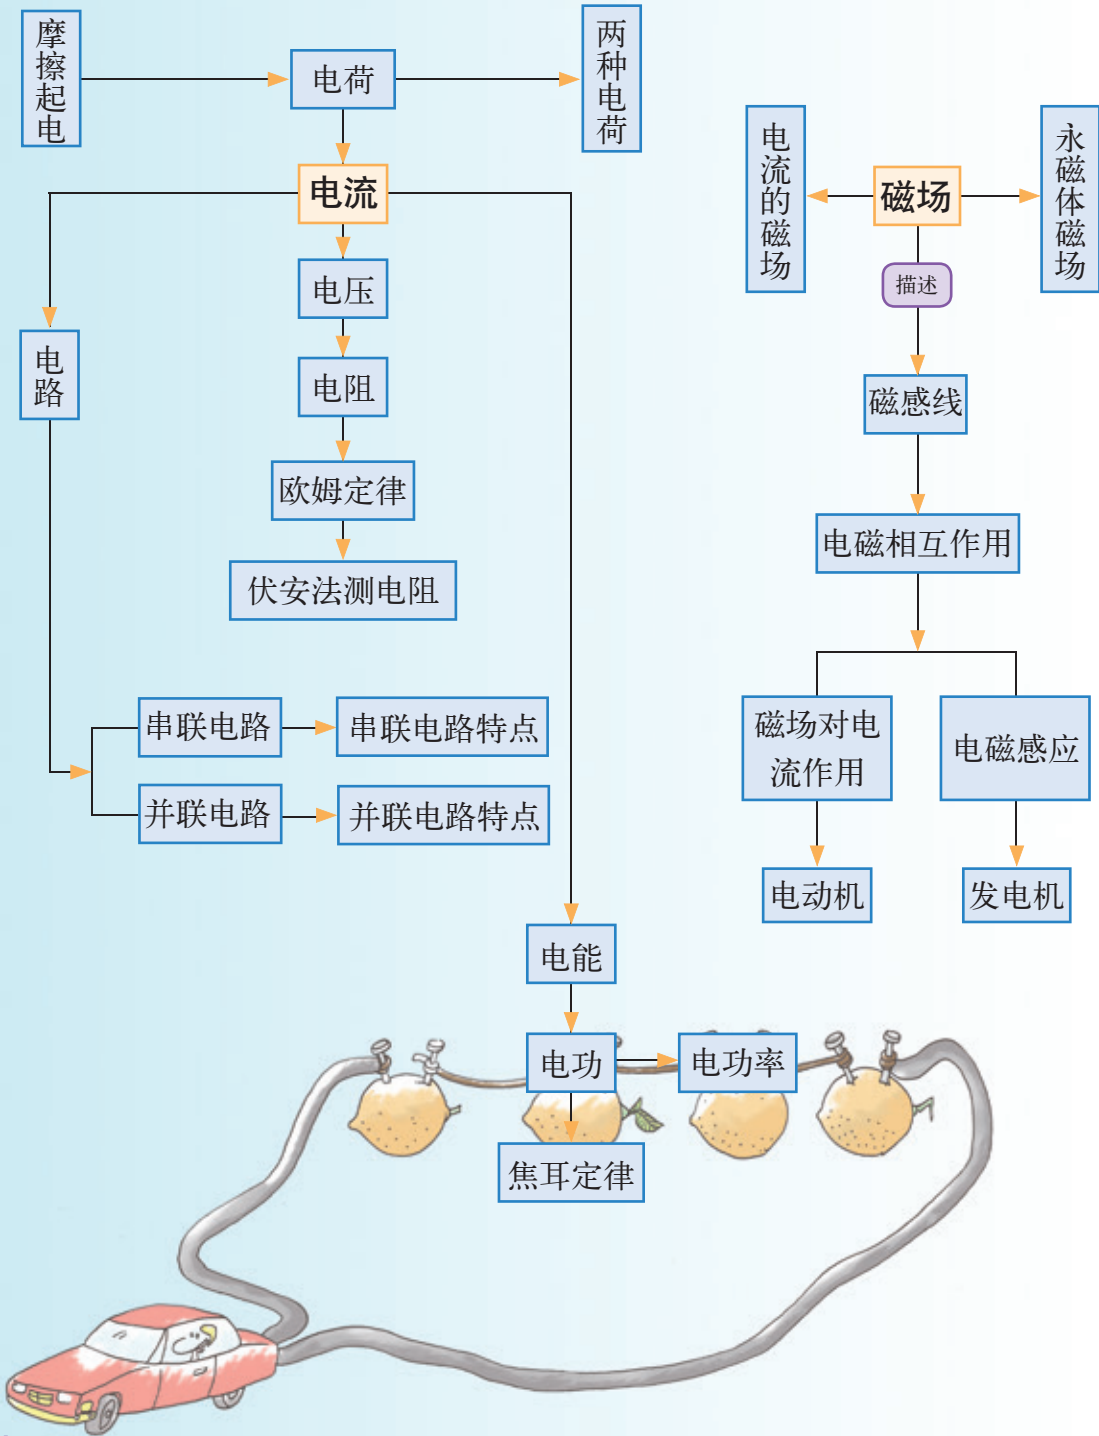 摩擦起电
电荷
两种电荷
电流
电压
电阻
欧姆定律
伏安法测电阻
电路
串联电路
串联电路特点
并联电路
并联电路特点
电能
电功
电功率
焦耳定律
电流的磁场
磁场
永磁体磁场
描述
磁感线
电磁相互作用
磁场对电
流作用
电磁感应
电动机
发电机